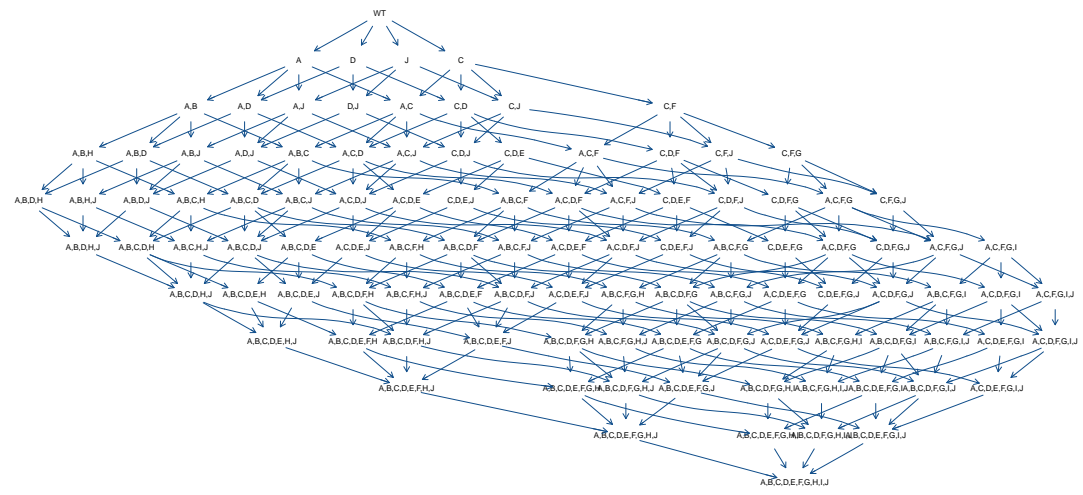 WT
A D J C
A,B A,D A,J D,J A,C C,D C,J C,F
A,B,H A,B,D A,B,J A,D,J A,B,C A,C,D A,C,J C,D,J C,D,E A,C,F C,D,F C,F,J C,F,G
A,B,D,H A,B,H,J A,B,D,J A,B,C,H A,B,C,D A,B,C,J A,C,D,J A,C,D,E C,D,E,J A,B,C,F A,C,D,F A,C,F,J C,D,E,F C,D,F,J C,D,F,G A,C,F,G C,F,G,J
A,B,D,H,J A,B,C,D,H A,B,C,H,J A,B,C,D,J A,B,C,D,E A,C,D,E,J A,B,C,F,H A,B,C,D,F A,B,C,F,J A,C,D,E,F A,C,D,F,J C,D,E,F,J A,B,C,F,G C,D,E,F,G A,C,D,F,G C,D,F,G,J A,C,F,G,J A,C,F,G,I
A,B,C,D,H,J A,B,C,D,E,H A,B,C,D,E,J A,B,C,D,F,H A,B,C,F,H,J A,B,C,D,E,F A,B,C,D,F,J A,C,D,E,F,J A,B,C,F,G,H A,B,C,D,F,G A,B,C,F,G,J A,C,D,E,F,G C,D,E,F,G,J A,C,D,F,G,J A,B,C,F,G,I A,C,D,F,G,I A,C,F,G,I,J
A,B,C,D,E,H,J A,B,C,D,E,F,H A,B,C,D,F,H,J A,B,C,D,E,F,J A,B,C,D,F,G,H A,B,C,F,G,H,J A,B,C,D,E,F,G A,B,C,D,F,G,J A,C,D,E,F,G,J A,B,C,F,G,H,I A,B,C,D,F,G,I A,B,C,F,G,I,J A,C,D,E,F,G,I A,C,D,F,G,I,J
A,B,C,D,E,F,H,J A,B,C,D,E,F,G,H A,B,C,D,F,G,H,J A,B,C,D,E,F,G,J A,B,C,D,F,G,H,I A,B,C,F,G,H,I,J A,B,C,D,E,F,G,I A,B,C,D,F,G,I,J A,C,D,E,F,G,I,J
A,B,C,D,E,F,G,H,J A,B,C,D,E,F,G,H,I A,B,C,D,F,G,H,I,J A,B,C,D,E,F,G,I,J
A,B,C,D,E,F,G,H,I,J